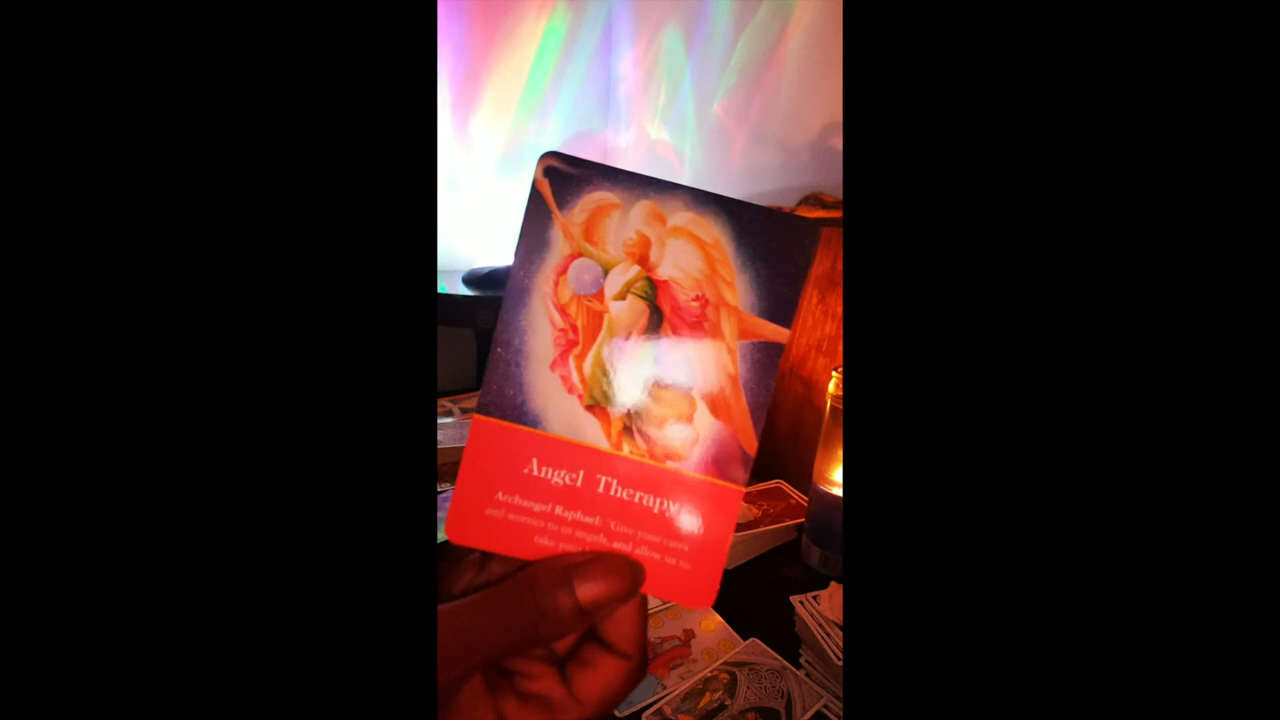 Angel Therapy
Archangel Raphael: "Give your cares
and worries to us angels, and allow us to
take your